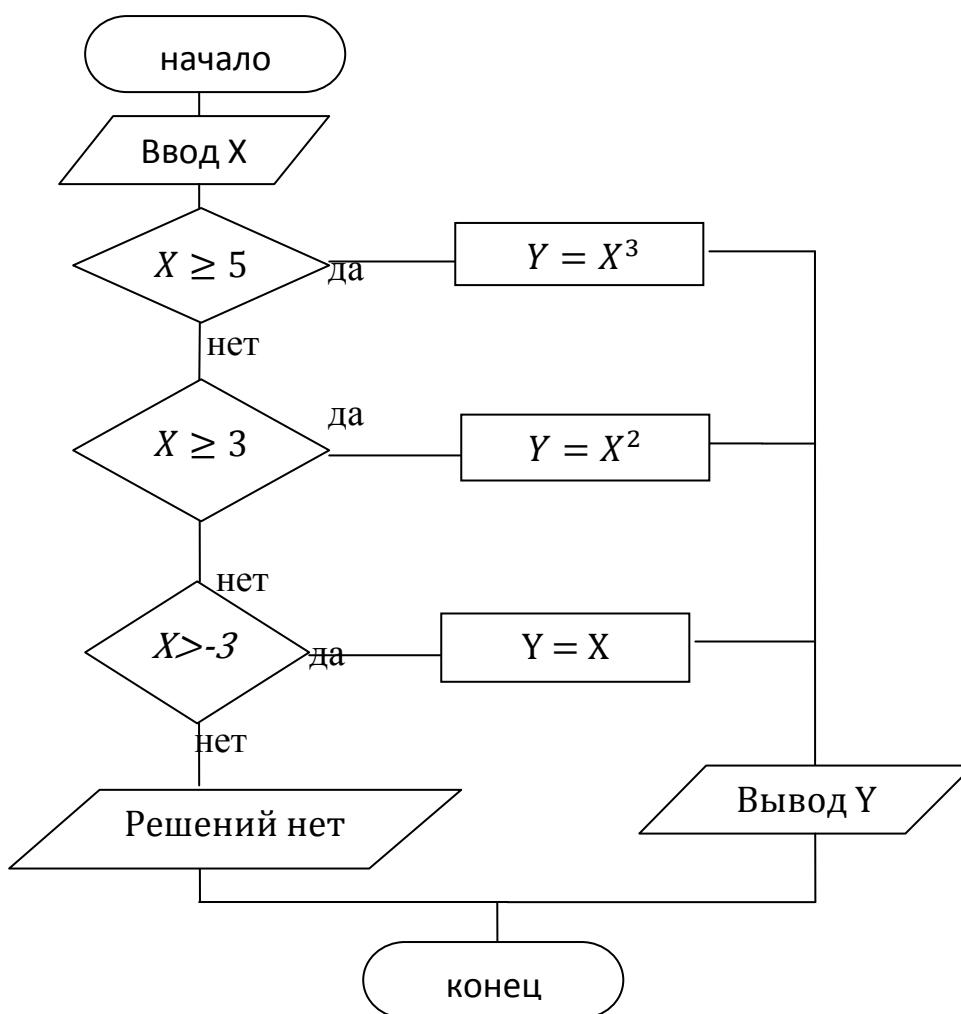 начало
Ввод X
X ≥ 5
да
Y = X³
нет
X ≥ 3
да
Y = X²
нет
X>-3
да
Y = X
нет
Решений нет
Вывод Y
конец